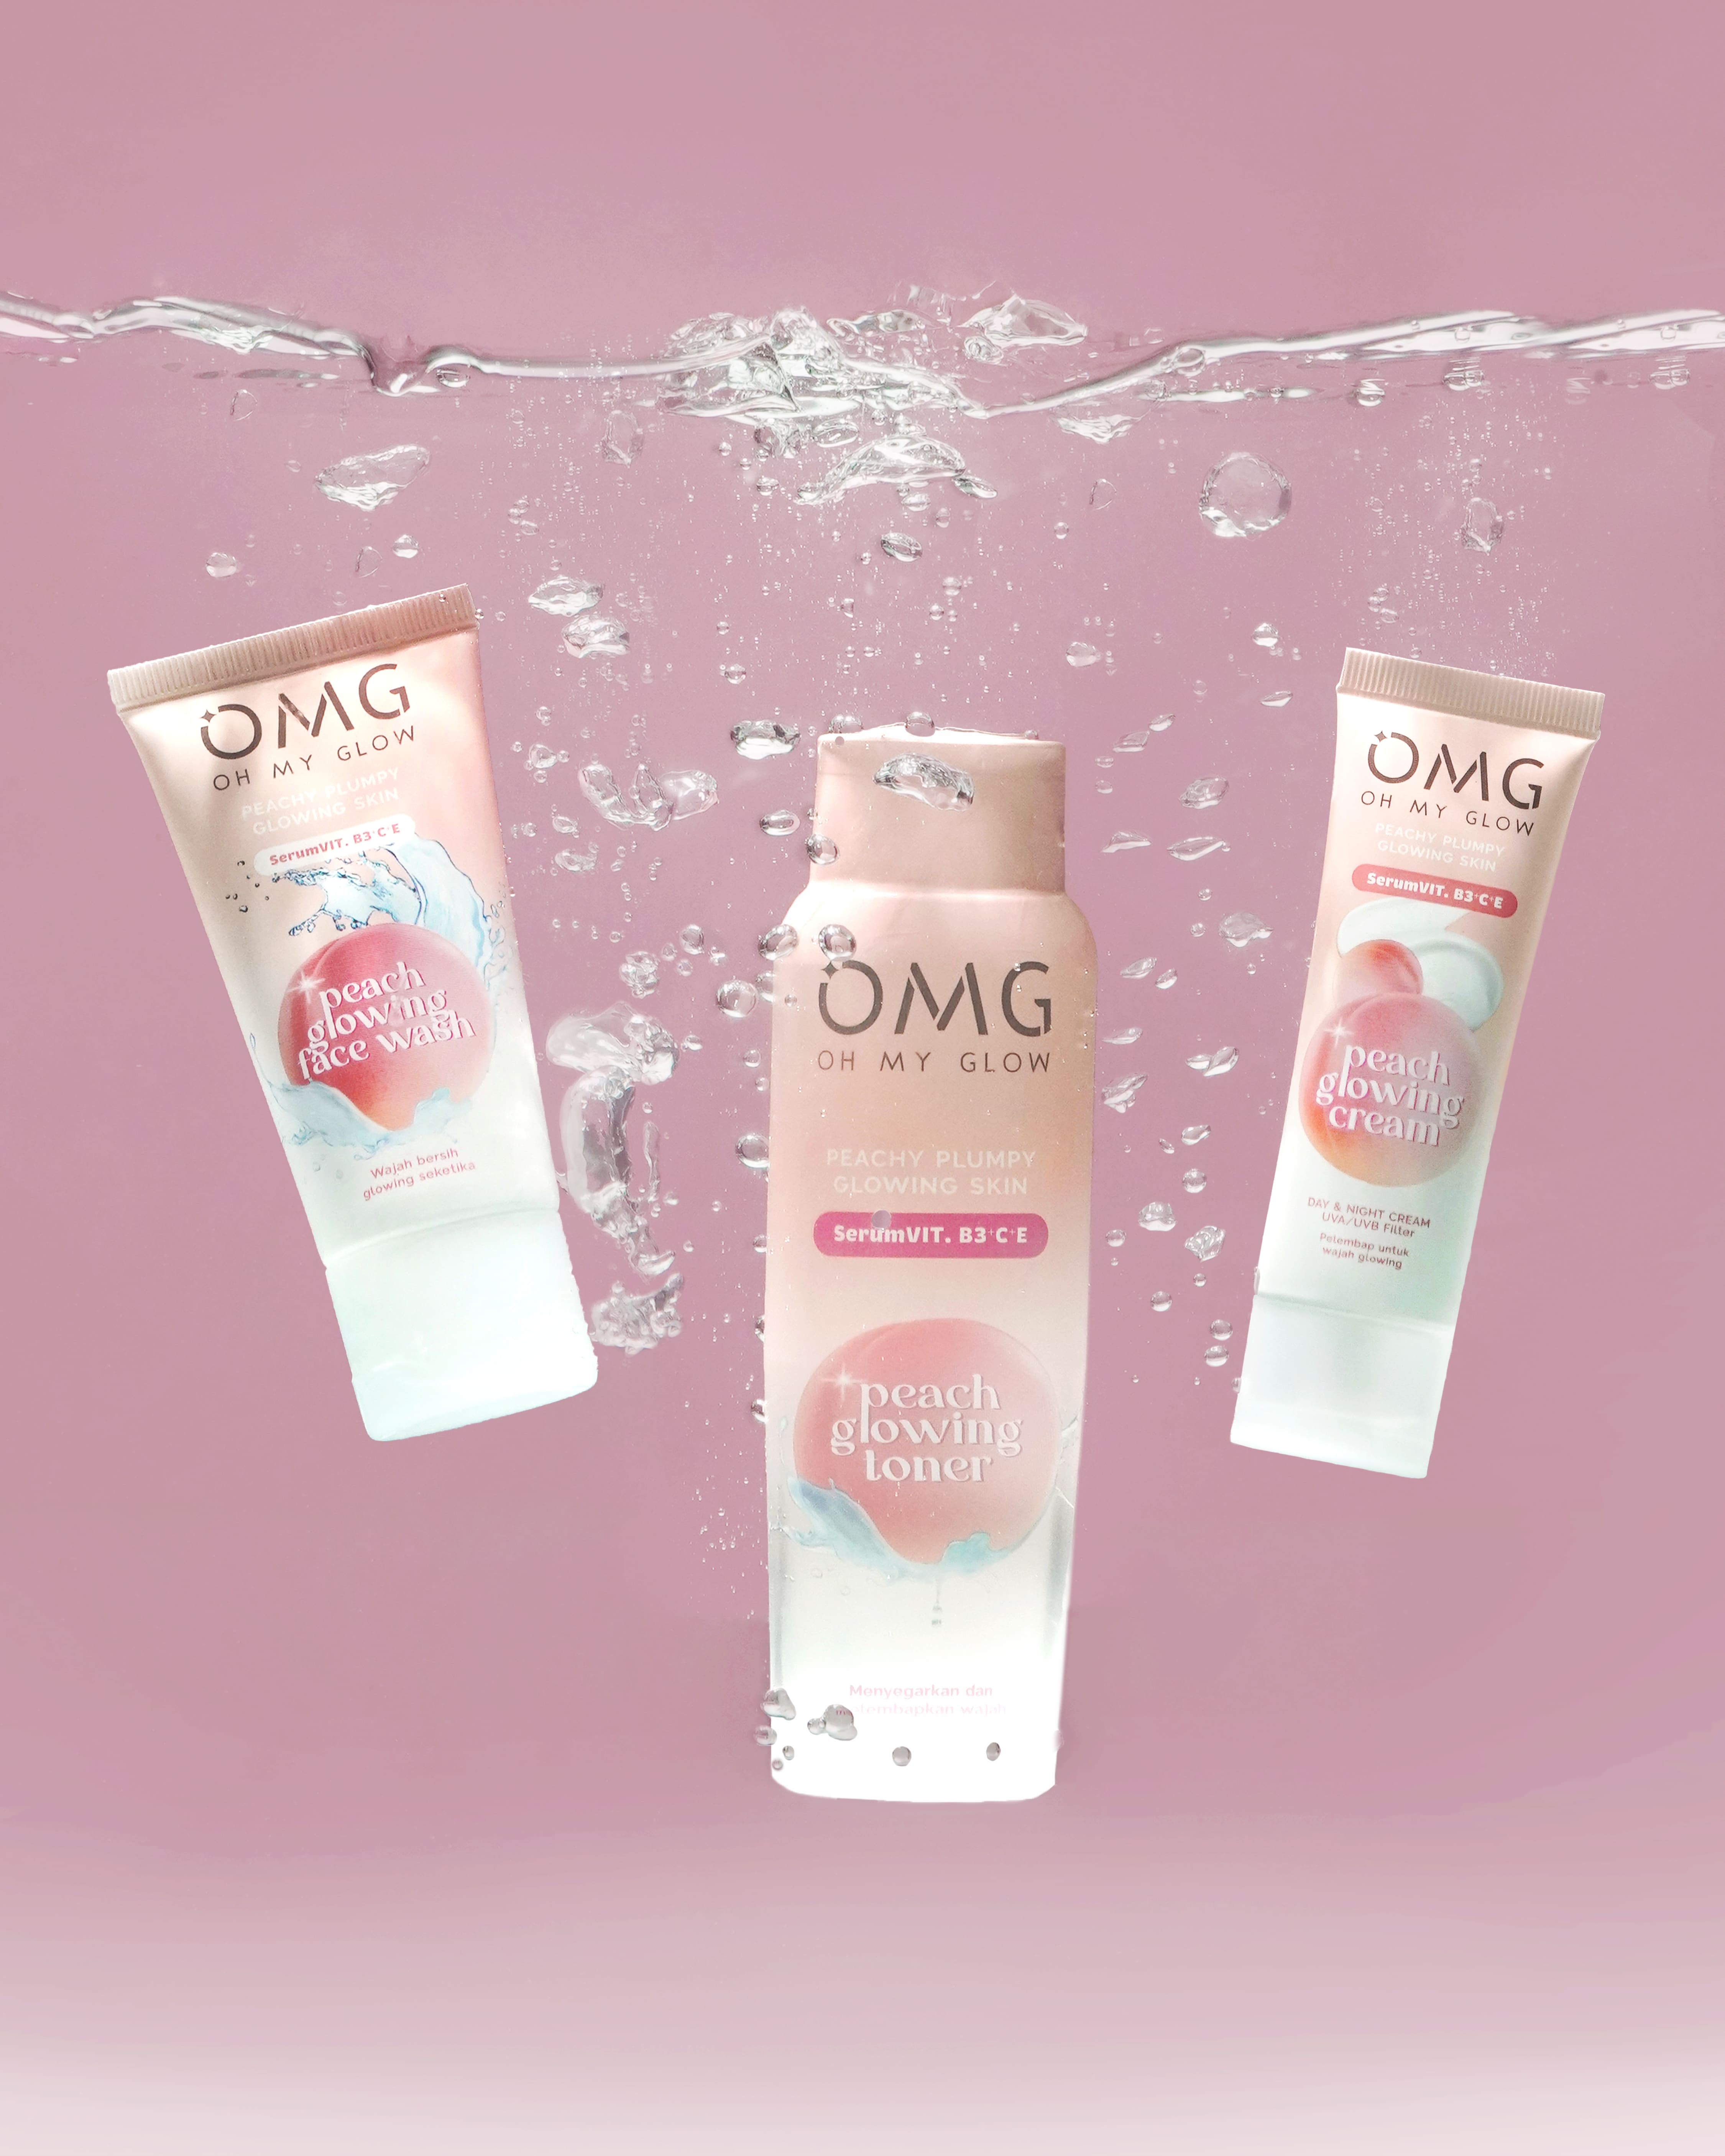 OMG
OH MY GLOW
PEACHY PLUMPY
GLOWING SKIN
SerumVIT. B3+C+E
peach
glowing
face wash
Wajah bersih
glowing seketika
OMG
OH MY GLOW
PEACHY PLUMPY
GLOWING SKIN
SerumVIT. B3+C+E
peach
glowing
toner
Menyegarkan dan
wajah
OMG
OH MY GLOW
PEACHY PLUMPY
GLOWING SKIN
SerumVIT. B3+C+E
peach
glowing
cream
DAY & NIGHT CREAM
UVA/UVB Filter
Pelembap untuk
wajah glowing